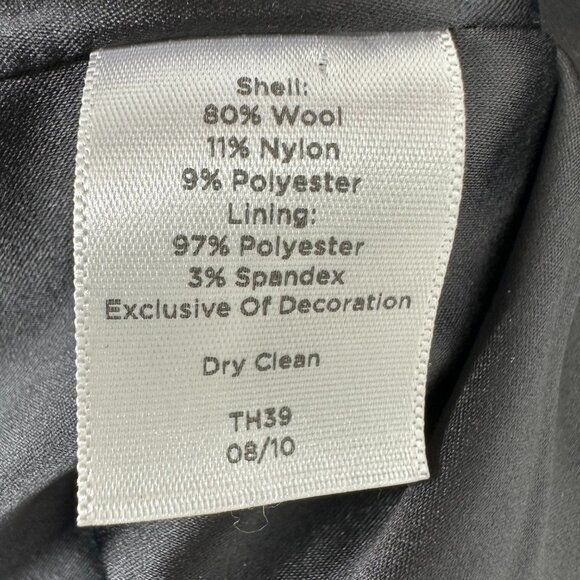 Shell:
80% Wool
11% Nylon
9% Polyester
Lining:
97% Polyester
3% Spandex
Exclusive Of Decoration
Dry Clean
TH39
08/10